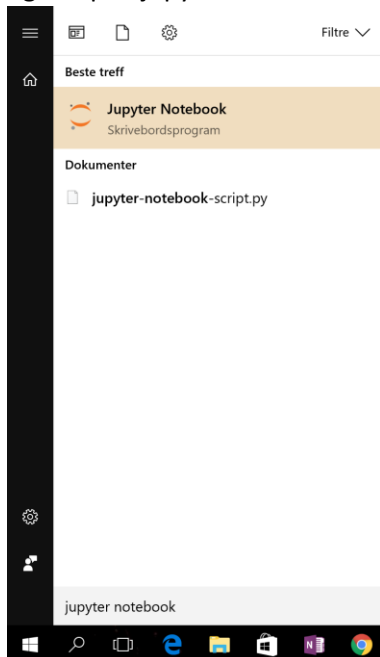 Filtre
Beste treff
Jupyter Notebook
Skrivebordsprogram
Dokumenter
jupyter-notebook-script.py
jupyter notebook